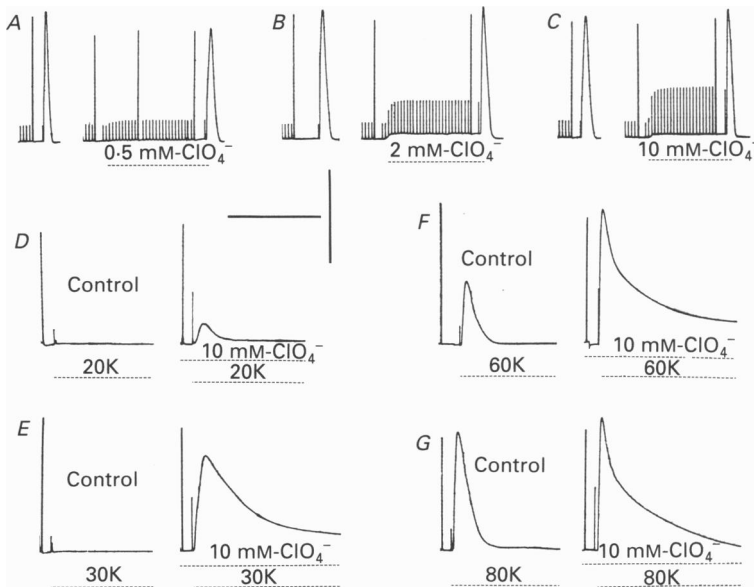 A
B
C
0·5 mM-ClO₄⁻
2 mM-ClO₄⁻
10 mM-ClO₄⁻
D
Control
20K
10 mM-ClO₄⁻
20K
F
Control
60K
10 mM-ClO₄⁻
60K
E
Control
30K
10 mM-ClO₄⁻
30K
G
Control
80K
10 mM-ClO₄⁻
80K